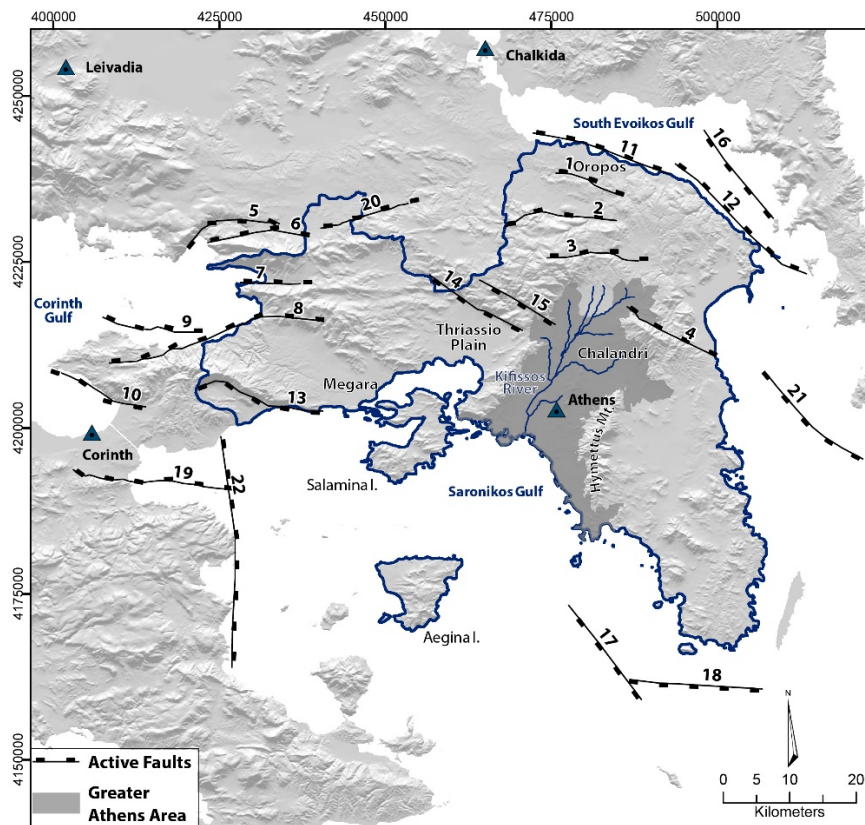 400000
425000
450000
475000
500000
Leivadia
Chalkida
4250000
South Evoikos Gulf
16
11
1
Oropos
12
20
5
6
2
3
4225000
7
14
15
Corinth
Gulf
9
8
Thriassio
Plain
4
Chalandri
Kifissos
River
Megara
10
13
21
Athens
4200000
Corinth
Hymettus Mt.
19
22
Salamina I.
Saronikos Gulf
4175000
Aegina I.
17
18
N
4150000
Active Faults
Greater
Athens Area
0 5 10 20
Kilometers